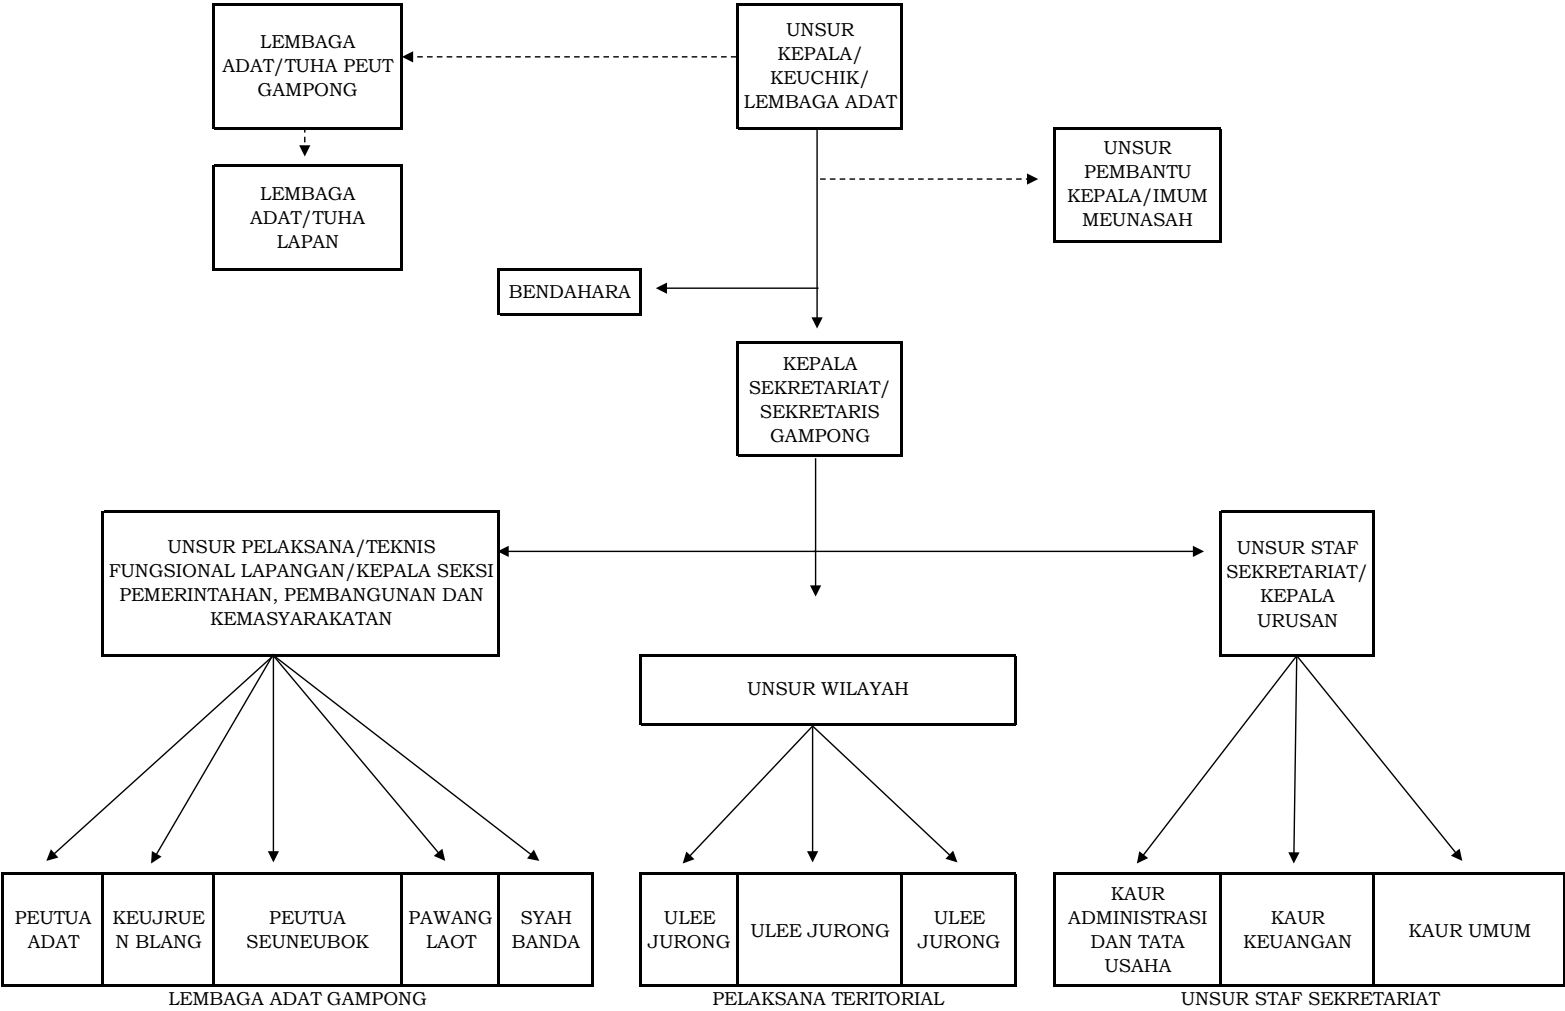 LEMBAGA
ADAT/TUHA PEUT
GAMPONG
UNSUR
KEPALA/
KEUCHIK/
LEMBAGA ADAT
UNSUR
PEMBANTU
KEPALA/IMUM
MEUNASAH
LEMBAGA
ADAT/TUHA
LAPAN
BENDAHARA
KEPALA
SEKRETARIAT/
SEKRETARIS
GAMPONG
UNSUR PELAKSANA/TEKNIS
FUNGSIONAL LAPANGAN/KEPALA SEKSI
PEMERINTAHAN, PEMBANGUNAN DAN
KEMASYARAKATAN
UNSUR STAF
SEKRETARIAT/
KEPALA
URUSAN
UNSUR WILAYAH
PEUTUA
ADAT
KEUJRUE
N BLANG
PEUTUA
SEUNEUBOK
PAWANG
LAOT
SYAH
BANDA
ULEE
JURONG
ULEE JURONG
ULEE
JURONG
KAUR
ADMINISTRASI
DAN TATA
USAHA
KAUR
KEUANGAN
KAUR UMUM
LEMBAGA ADAT GAMPONG
PELAKSANA TERITORIAL
UNSUR STAF SEKRETARIAT